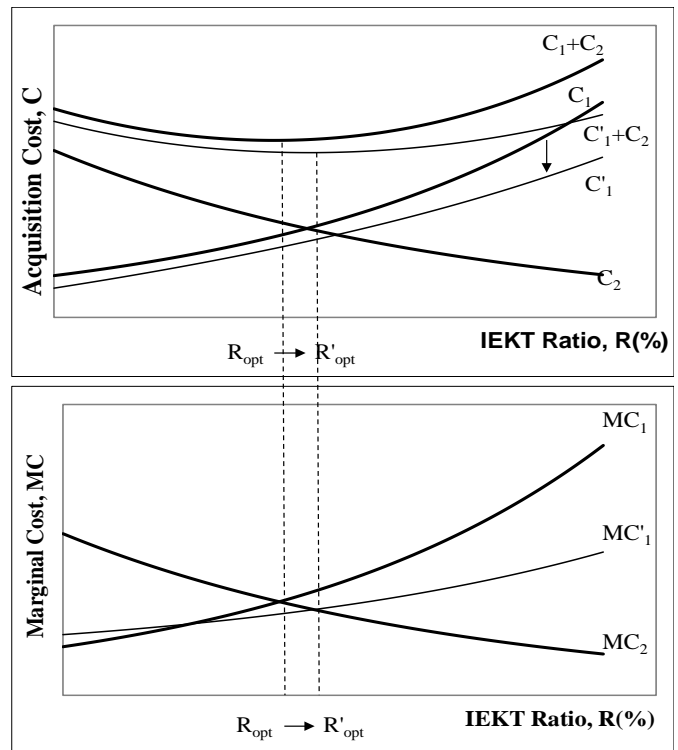 Acquisition Cost, C
C1+C2
C1
C'1+C2
C'1
C2
IEKT Ratio, R(%)
Ropt → R'opt
Marginal Cost, MC
MC1
MC'1
MC2
Ropt → R'opt
IEKT Ratio, R(%)